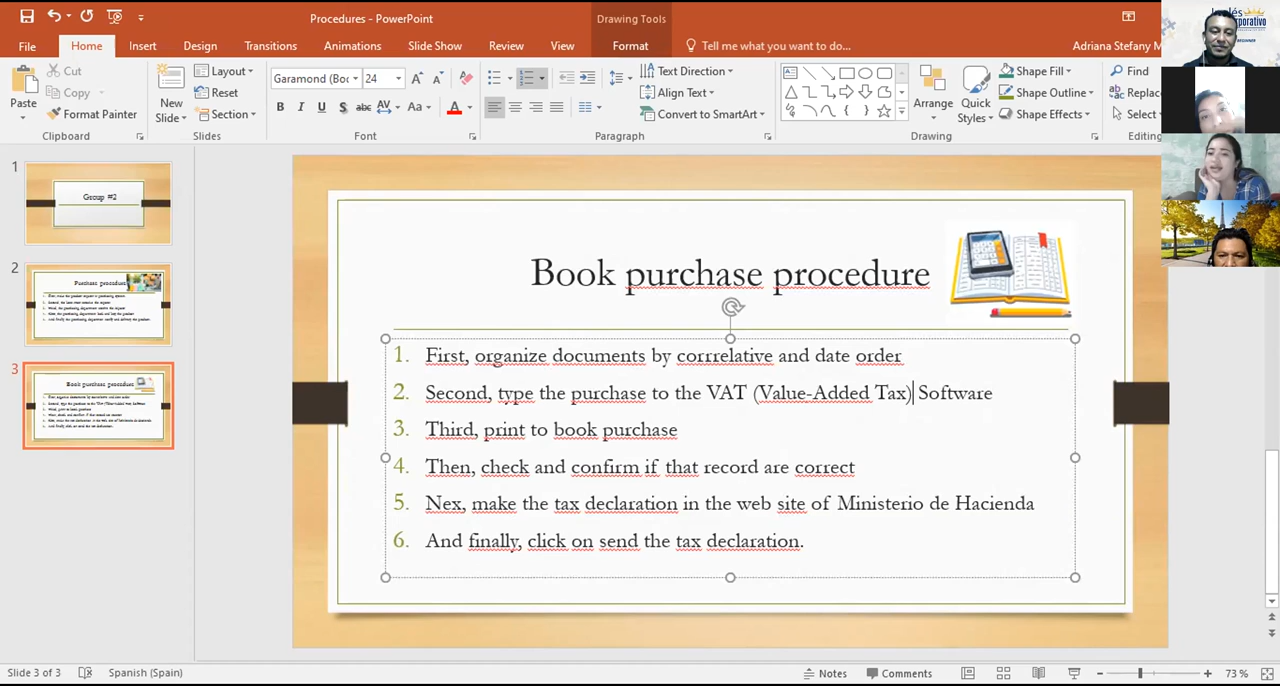 Procedures - PowerPoint
Drawing Tools
File
Home
Insert
Design
Transitions
Animations
Slide Show
Review
View
Format
Tell me what you want to do...
Adriana Stefany M
Paste
Cut
Copy
Format Painter
Clipboard
New Slide
Layout
Reset
Section
Slides
Garamond (Boc
24
B I U S abc AV Aa A
Font
Text Direction
Align Text
Convert to SmartArt
Paragraph
Arrange
Quick Styles
Shape Fill
Shape Outline
Shape Effects
Drawing
Find
Replac
Select
Editing
1
Group #2
2
Purchase procedure
3
Book purchase procedure
Book purchase procedure
1. First, organize documents by corrrelative and date order
2. Second, type the purchase to the VAT (Value-Added Tax) Software
3. Third, print to book purchase
4. Then, check and confirm if that record are correct
5. Nex, make the tax declaration in the web site of Ministerio de Hacienda
6. And finally, click on send the tax declaration.
Slide 3 of 3
Spanish (Spain)
Notes
Comments
73 %